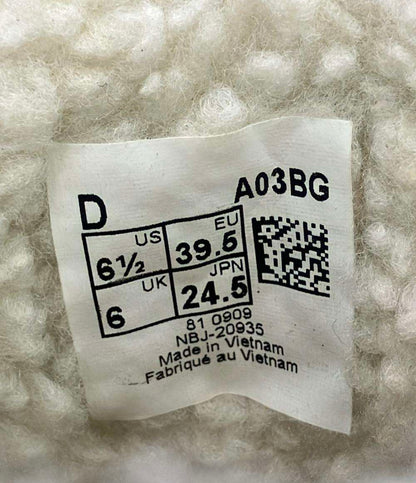 D A03BG
US 6½ EU 39.5
UK 6 JPN 24.5
81 0909
NBJ-20935
Made in Vietnam
Fabriqué au Vietnam